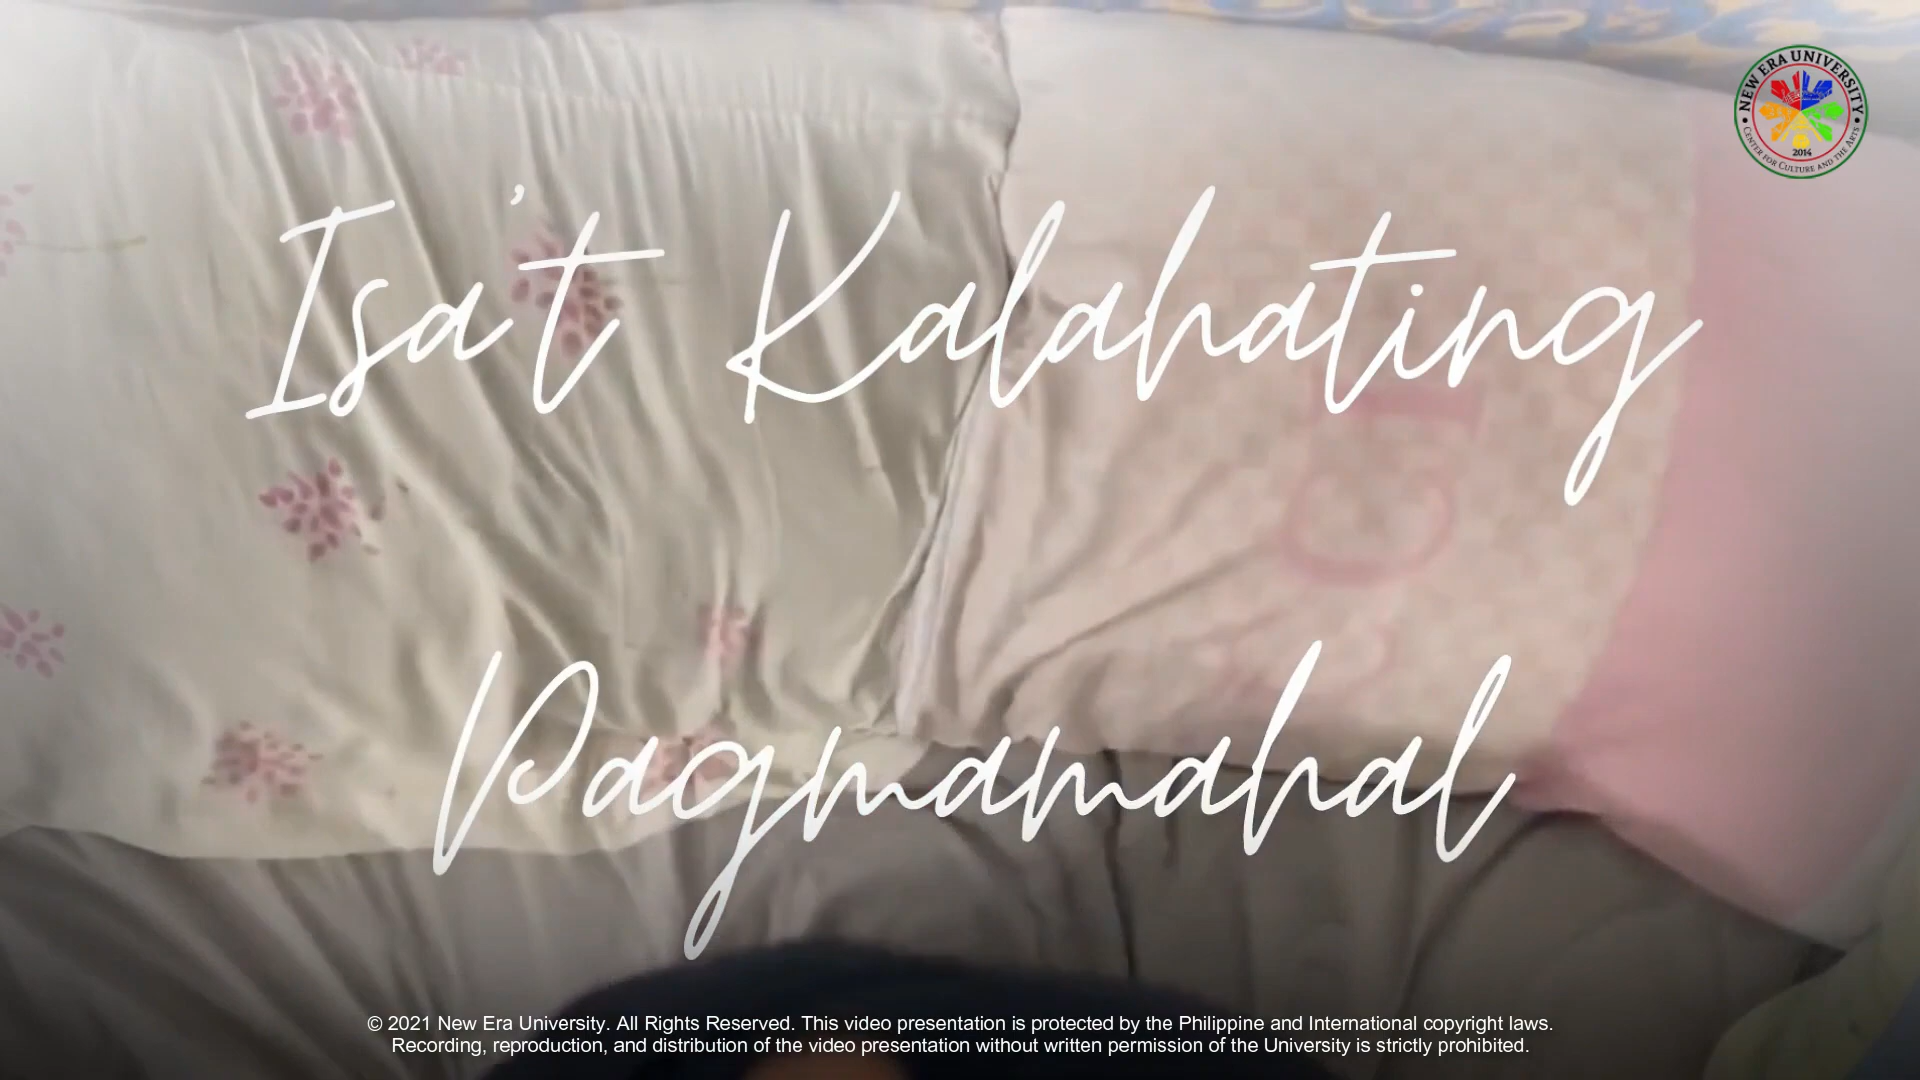 NEW ERA UNIVERSITY
CENTER FOR CULTURE AND THE ARTS
2014
Isa't Kalahating
Pagmamahal
© 2021 New Era University. All Rights Reserved. This video presentation is protected by the Philippine and International copyright laws.
Recording, reproduction, and distribution of the video presentation without written permission of the University is strictly prohibited.